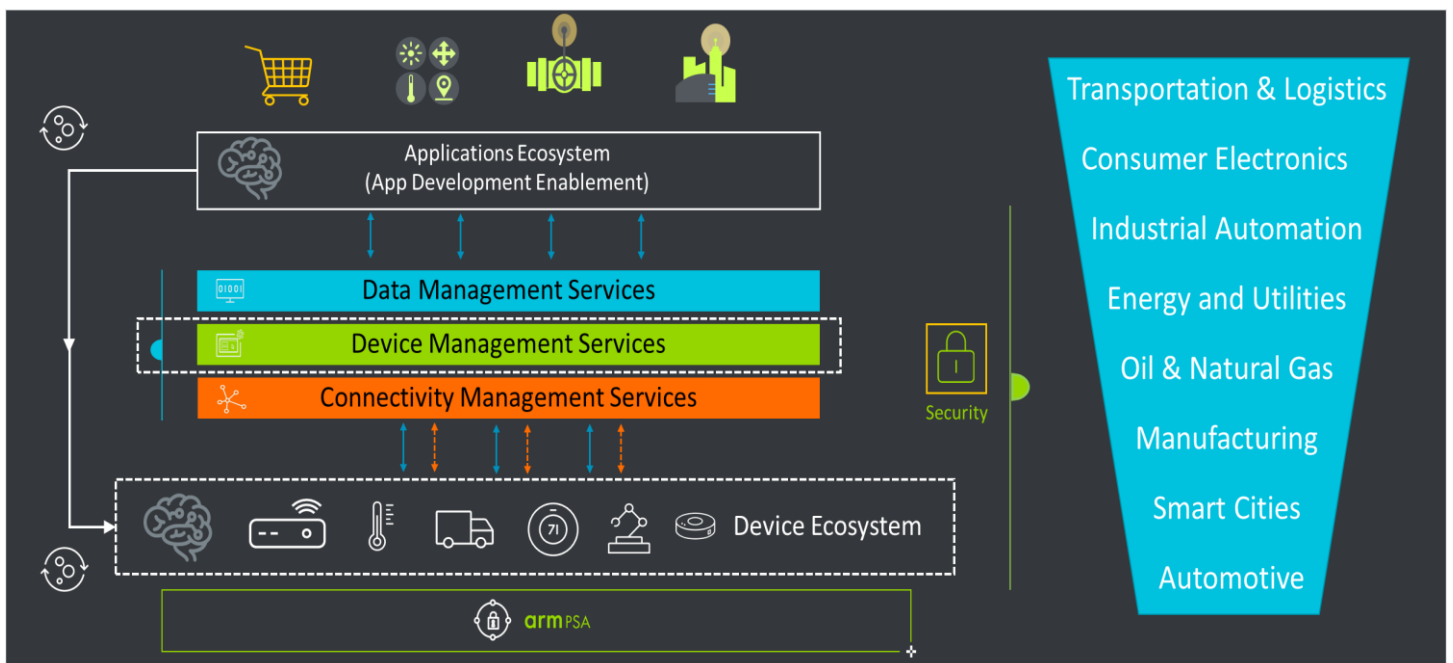 Applications Ecosystem
(App Development Enablement)
01001
Data Management Services
Device Management Services
Connectivity Management Services
Security
71
Device Ecosystem
arm PSA
Transportation & Logistics
Consumer Electronics
Industrial Automation
Energy and Utilities
Oil & Natural Gas
Manufacturing
Smart Cities
Automotive